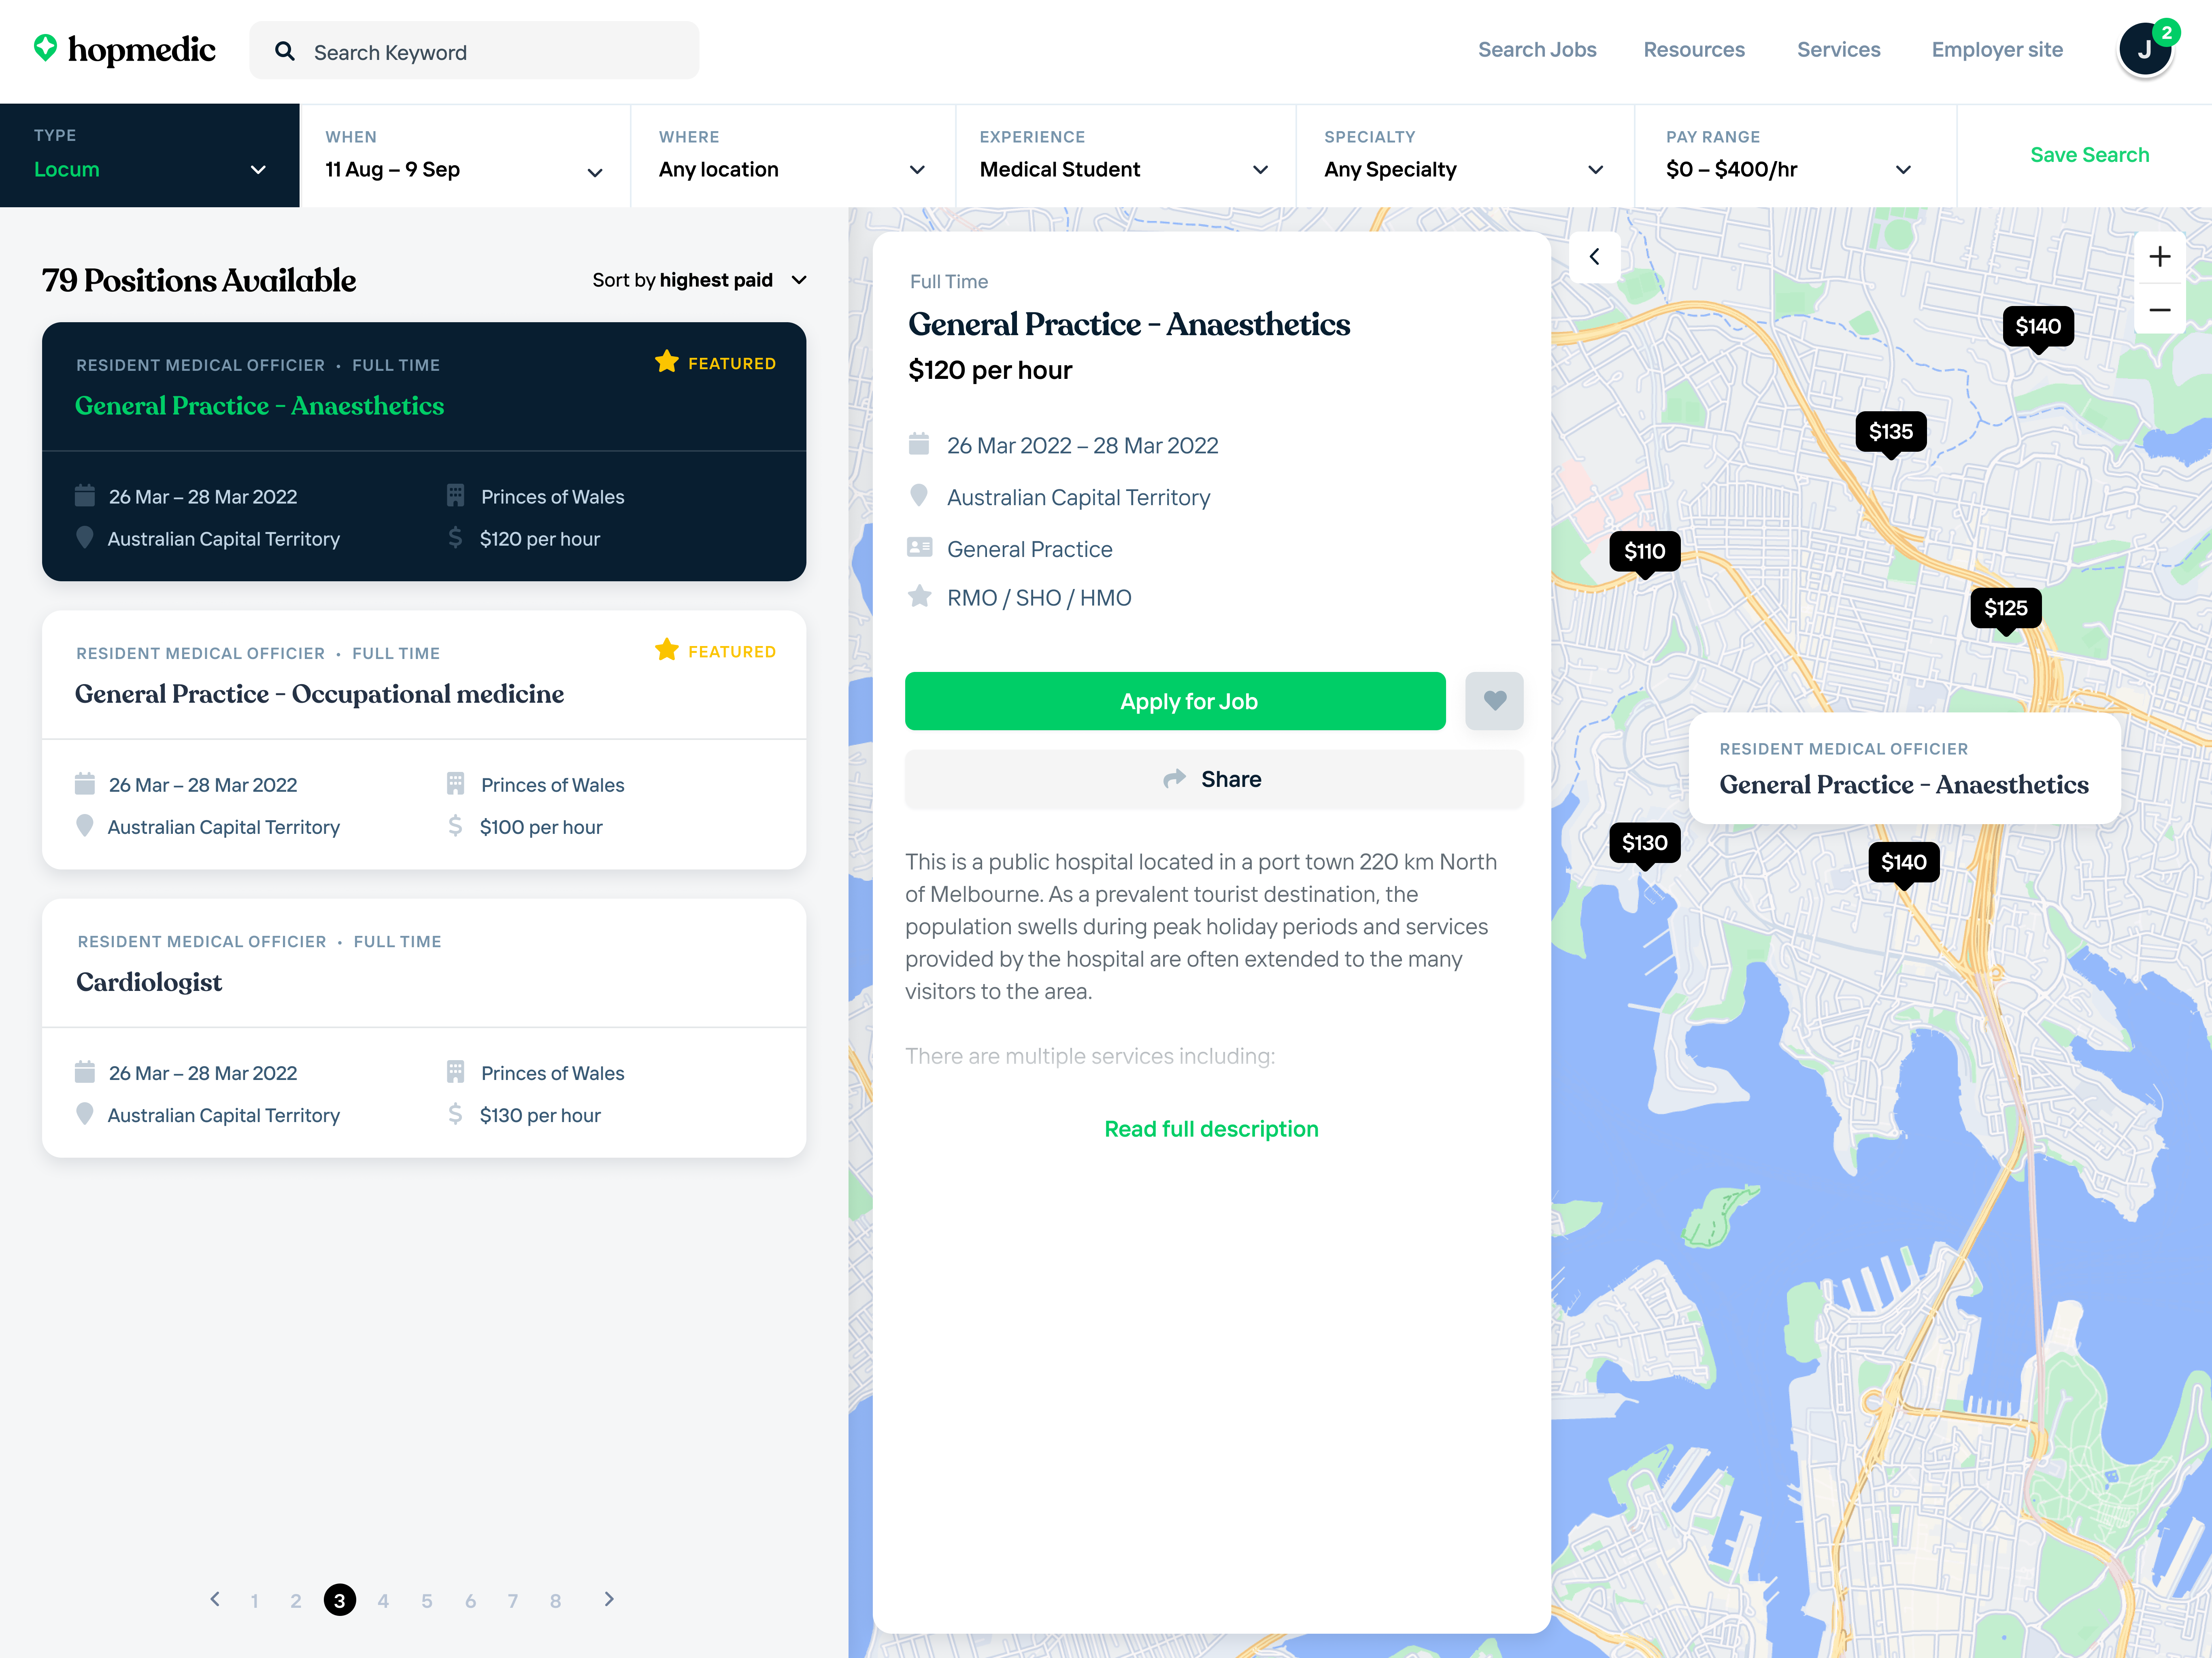 hopmedic
Search Keyword
Search Jobs
Resources
Services
Employer site
J
2
TYPE
Locum
WHEN
11 Aug – 9 Sep
WHERE
Any location
EXPERIENCE
Medical Student
SPECIALTY
Any Specialty
PAY RANGE
$0 – $400/hr
Save Search
79 Positions Available
Sort by highest paid
RESIDENT MEDICAL OFFICIER • FULL TIME
FEATURED
General Practice – Anaesthetics
26 Mar – 28 Mar 2022
Princes of Wales
Australian Capital Territory
$ $120 per hour
RESIDENT MEDICAL OFFICIER • FULL TIME
FEATURED
General Practice – Occupational medicine
26 Mar – 28 Mar 2022
Princes of Wales
Australian Capital Territory
$ $100 per hour
RESIDENT MEDICAL OFFICIER • FULL TIME
Cardiologist
26 Mar – 28 Mar 2022
Princes of Wales
Australian Capital Territory
$ $130 per hour
1 2 3 4 5 6 7 8
Full Time
General Practice – Anaesthetics
$120 per hour
26 Mar 2022 – 28 Mar 2022
Australian Capital Territory
General Practice
RMO / SHO / HMO
Apply for Job
Share
This is a public hospital located in a port town 220 km North
of Melbourne. As a prevalent tourist destination, the
population swells during peak holiday periods and services
provided by the hospital are often extended to the many
visitors to the area.
There are multiple services including:
Read full description
$140
$135
$110
$125
RESIDENT MEDICAL OFFICIER
General Practice – Anaesthetics
$130
$140